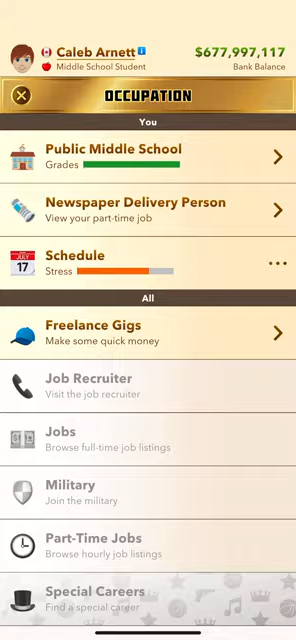 Caleb Arnett
$677,997,117
Middle School Student
Bank Balance
OCCUPATION
You
Public Middle School
Grades
Newspaper Delivery Person
View your part-time job
JULY
17
Schedule
Stress
All
Freelance Gigs
Make some quick money
Job Recruiter
Visit the job recruiter
Jobs
Browse full-time job listings
Military
Join the military
Part-Time Jobs
Browse hourly job listings
Special Careers
Find a special career